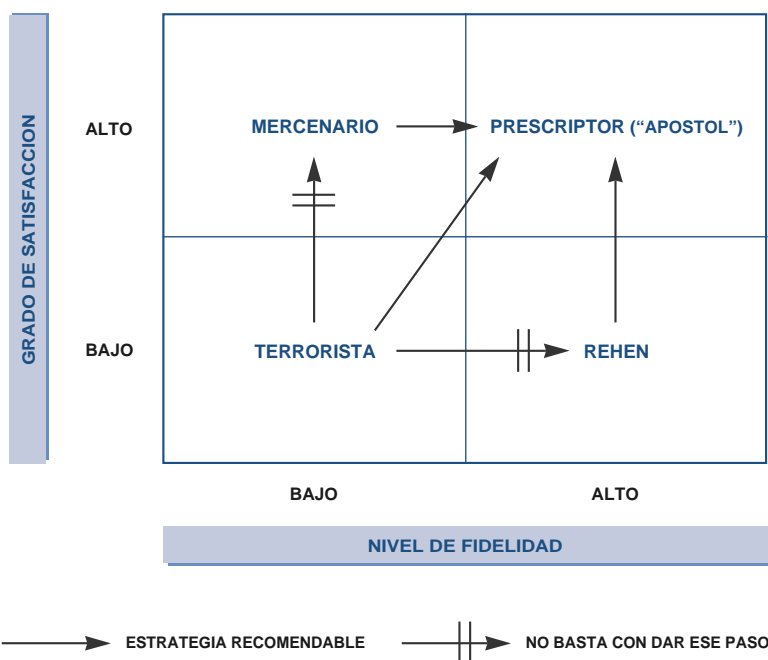 GRADO DE SATISFACCION
ALTO
MERCENARIO
PRESCRIPTOR (“APOSTOL”)
BAJO
TERRORISTA
REHEN
BAJO
ALTO
NIVEL DE FIDELIDAD
ESTRATEGIA RECOMENDABLE
NO BASTA CON DAR ESE PASO